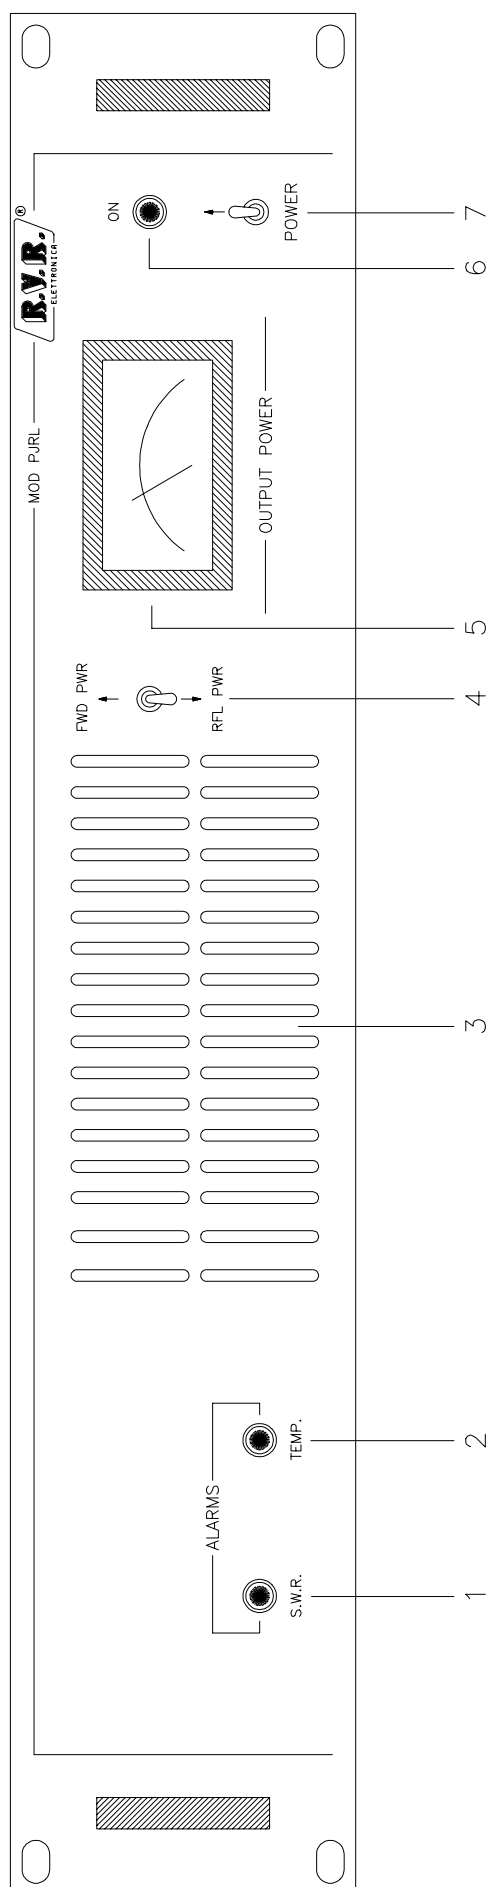 MOD PJRL
R.V.R.®
ELETTRONICA
FWD PWR
ON
ALARMS
RFL PWR
OUTPUT POWER
S.W.R.
TEMP.
POWER
1 2 3 4 5 6 7